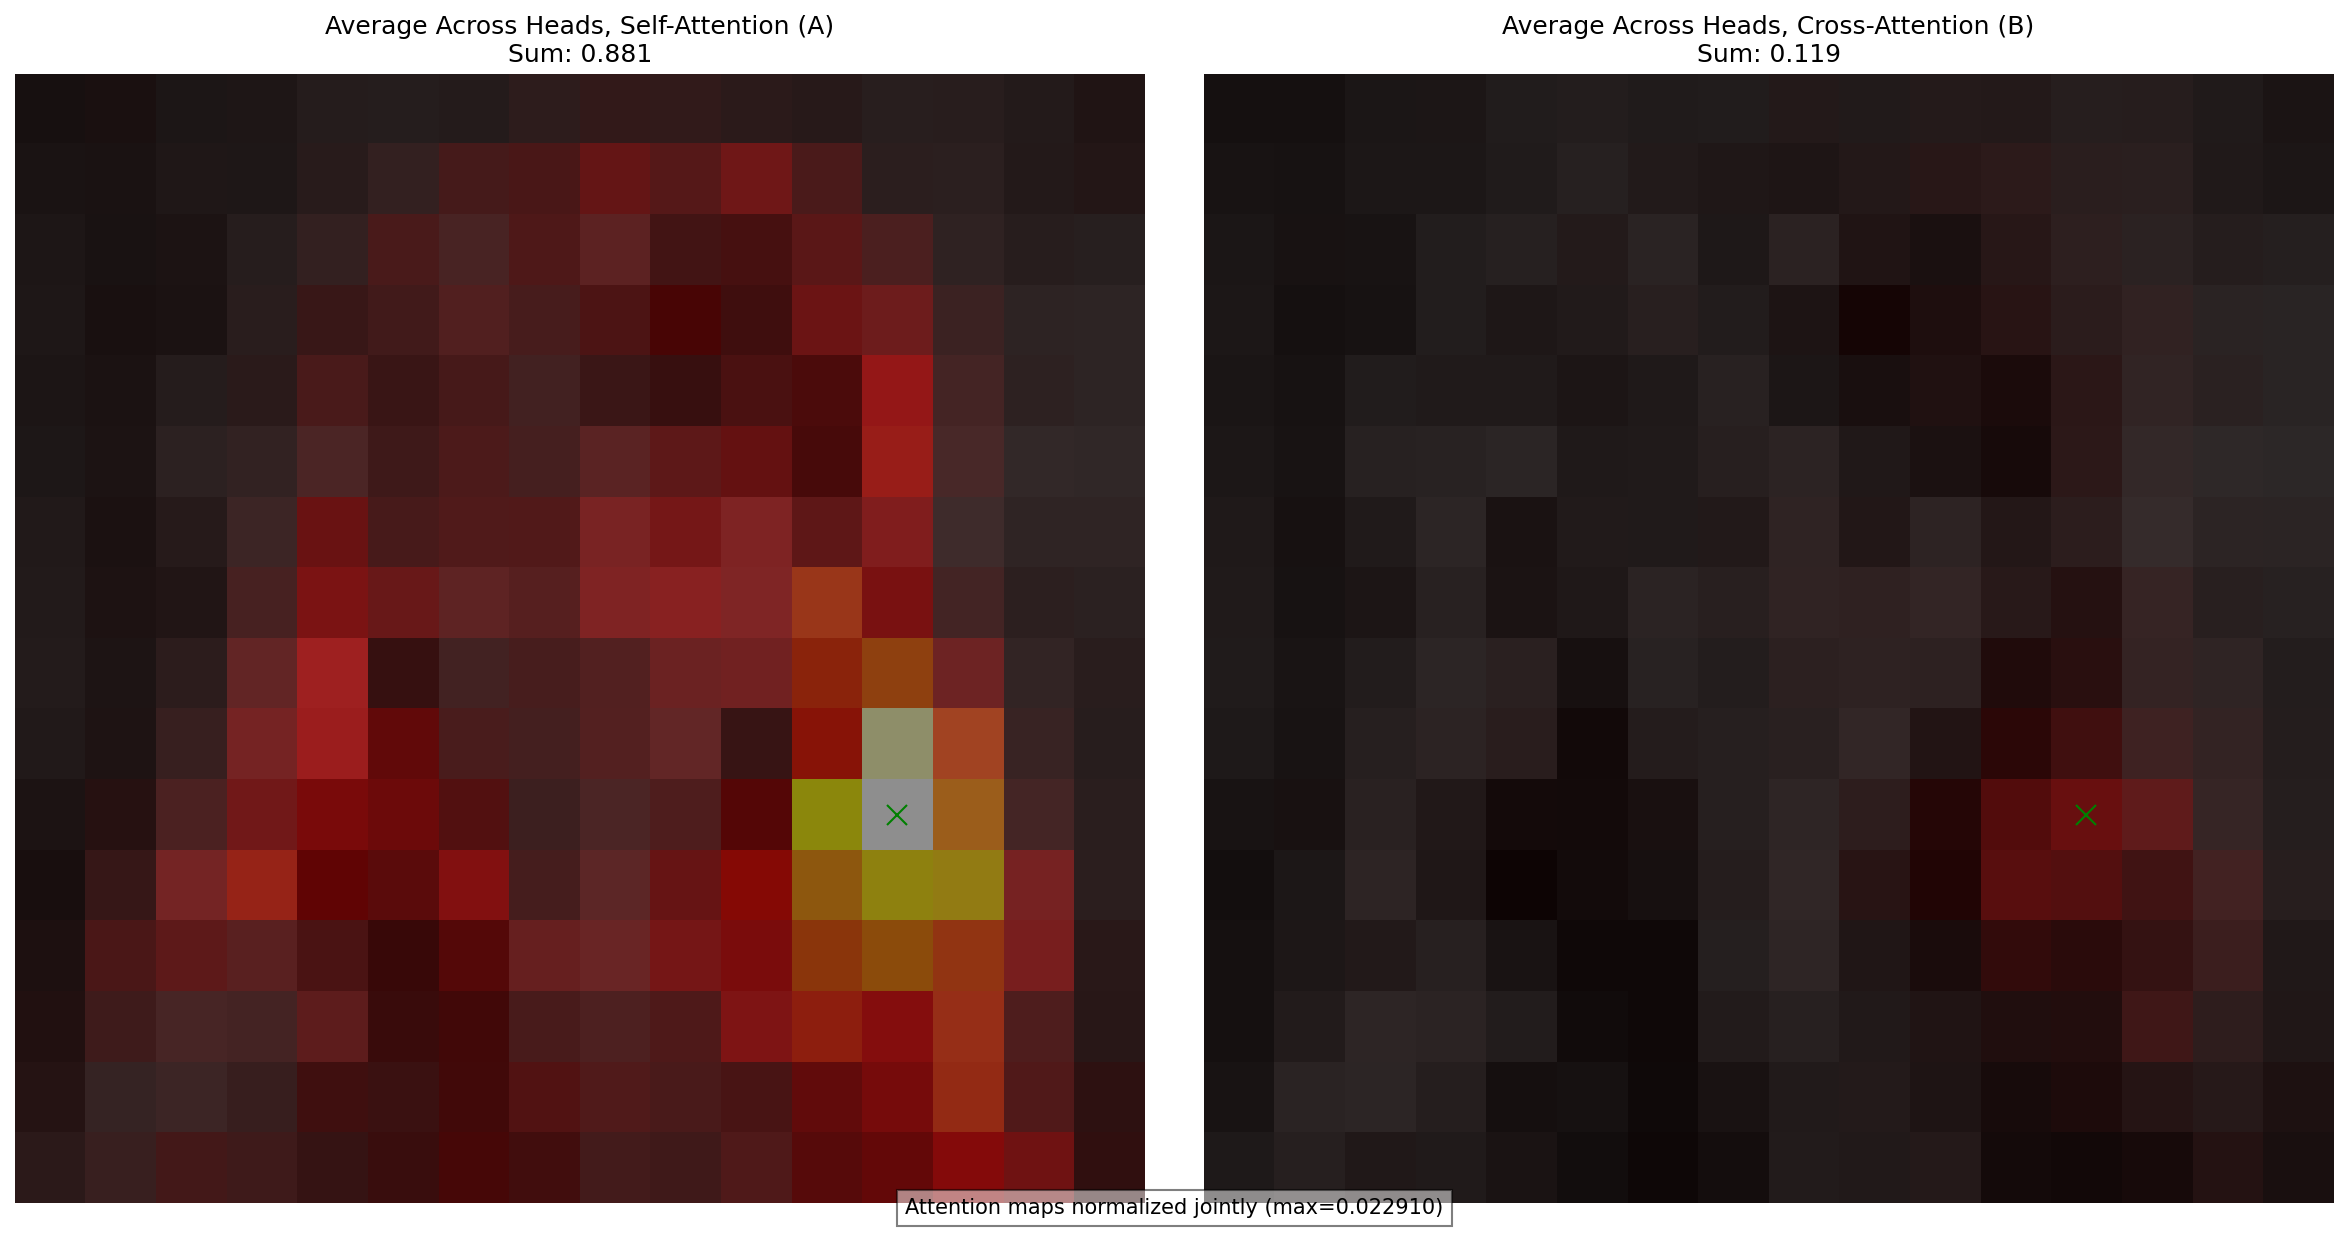 Average Across Heads, Self-Attention (A)
Sum: 0.881
Average Across Heads, Cross-Attention (B)
Sum: 0.119
Attention maps normalized jointly (max=0.022910)